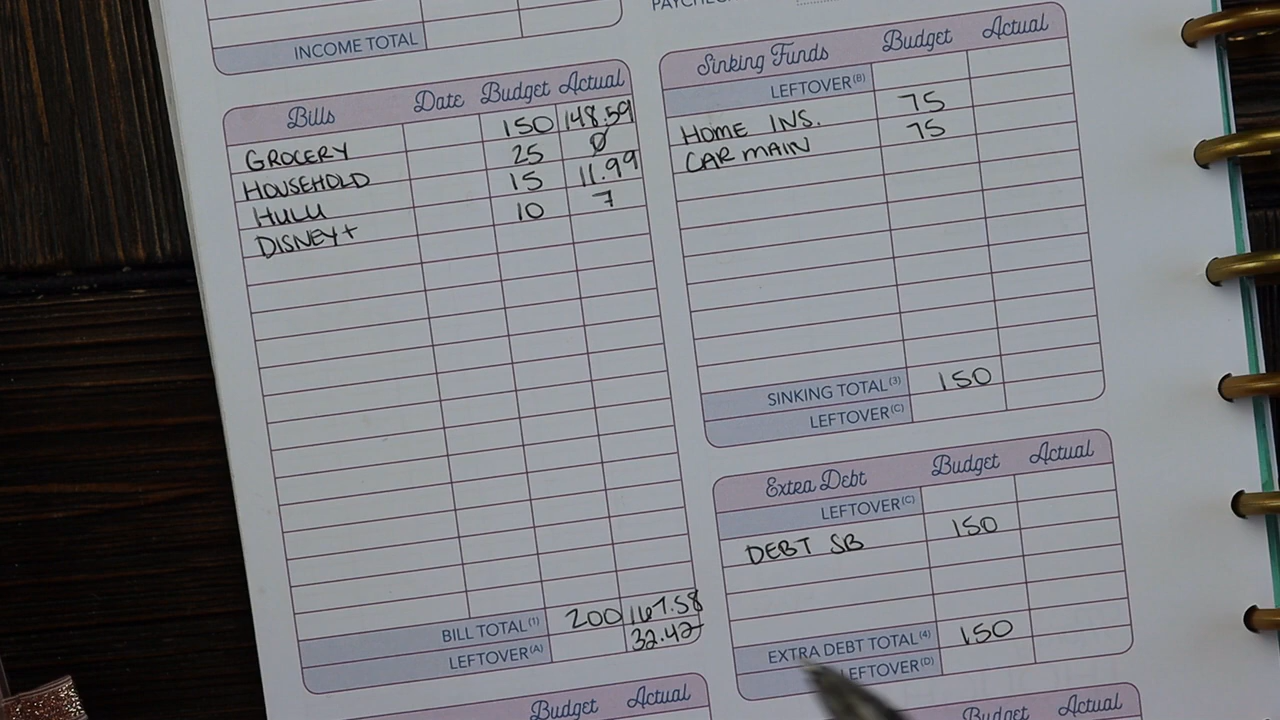 INCOME TOTAL
Bills Date Budget Actual
GROCERY 150 148.59
HOUSEHOLD 25 0
HULU 15 11.99
DISNEY+ 10 7
BILL TOTAL(1) 200 167.58
LEFTOVER(A) 32.42
Budget Actual
Sinking Funds Budget Actual
LEFTOVER(B)
HOME INS. 75
CAR MAIN 75
SINKING TOTAL(3) 150
LEFTOVER(C)
Extra Debt Budget Actual
LEFTOVER(C)
DEBT SB 150
EXTRA DEBT TOTAL(4) 150
LEFTOVER(D)
Budget Actual